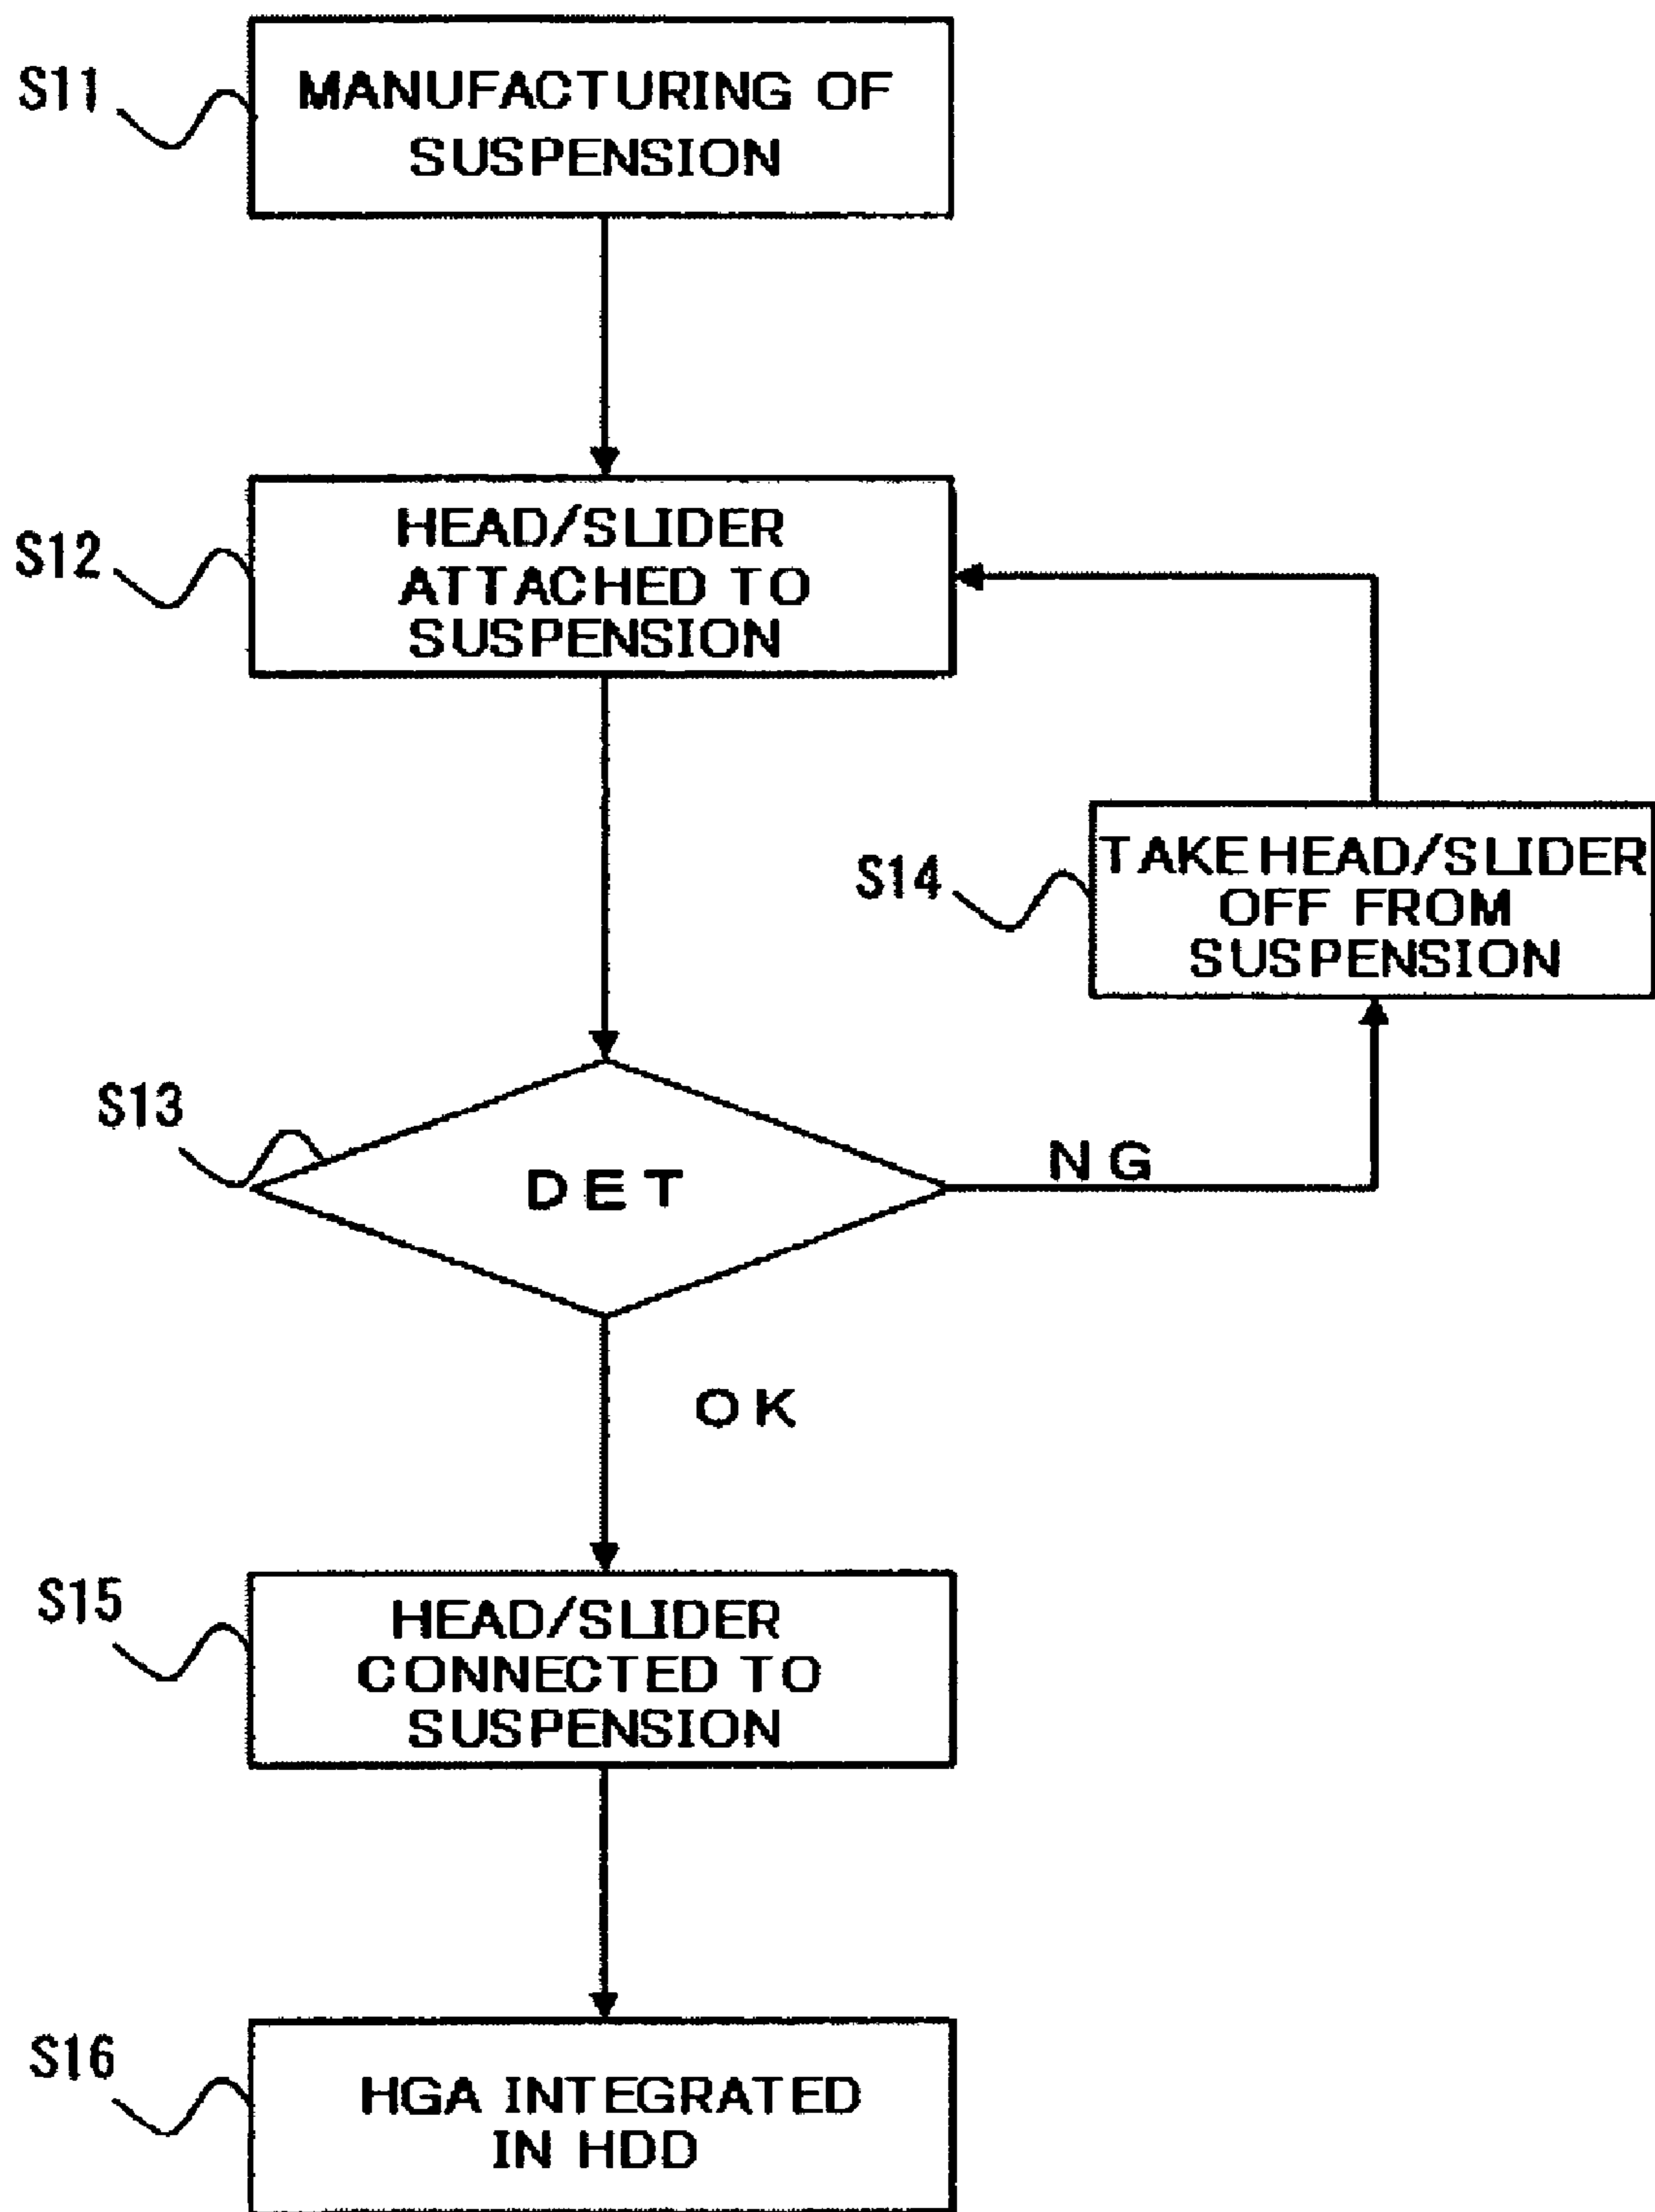 S11
MANUFACTURING OF
SUSPENSION
S12
HEAD/SLIDER
ATTACHED TO
SUSPENSION
S14
TAKE HEAD/SLIDER
OFF FROM
SUSPENSION
S13
DET
NG
OK
S15
HEAD/SLIDER
CONNECTED TO
SUSPENSION
S16
HGA INTEGRATED
IN HDD